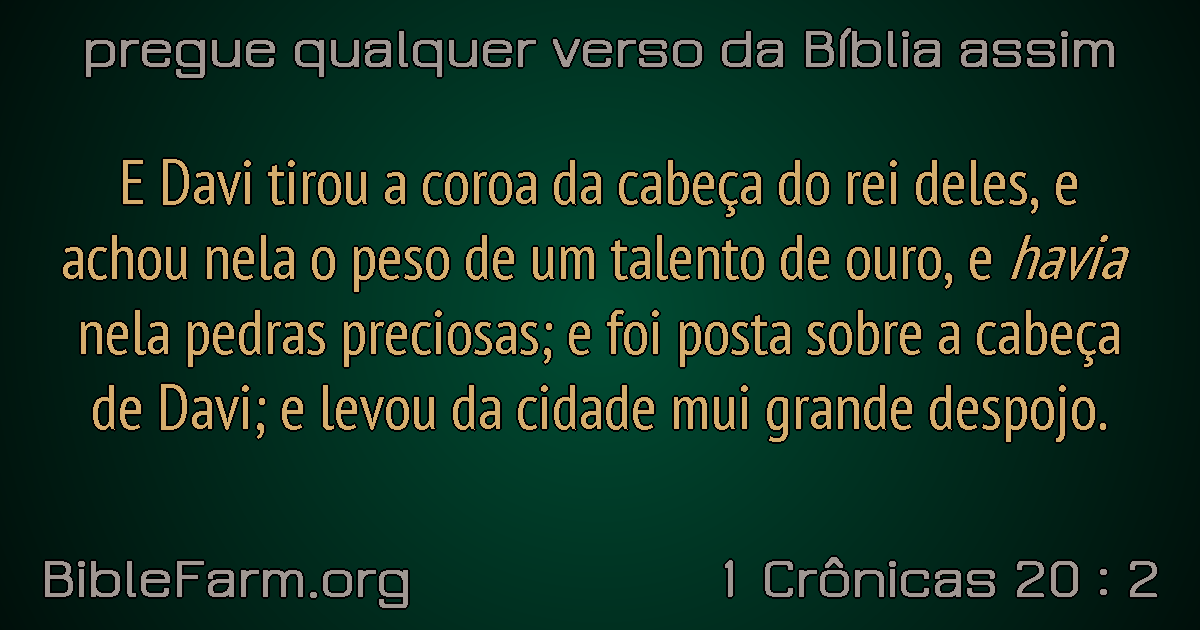 pregue qualquer verso da Bíblia assim
E Davi tirou a coroa da cabeça do rei deles, e
achou nela o peso de um talento de ouro, e havia
nela pedras preciosas; e foi posta sobre a cabeça
de Davi; e levou da cidade mui grande despojo.
BibleFarm.org
1 Crônicas 20 : 2